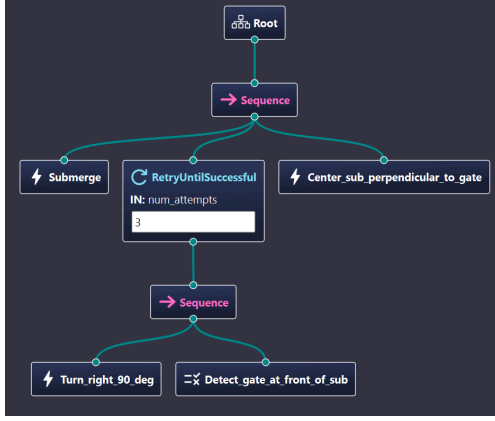 Root
Sequence
Submerge
RetryUntilSuccessful
IN: num_attempts
3
Center_sub_perpendicular_to_gate
Sequence
Turn_right_90_deg
Detect_gate_at_front_of_sub